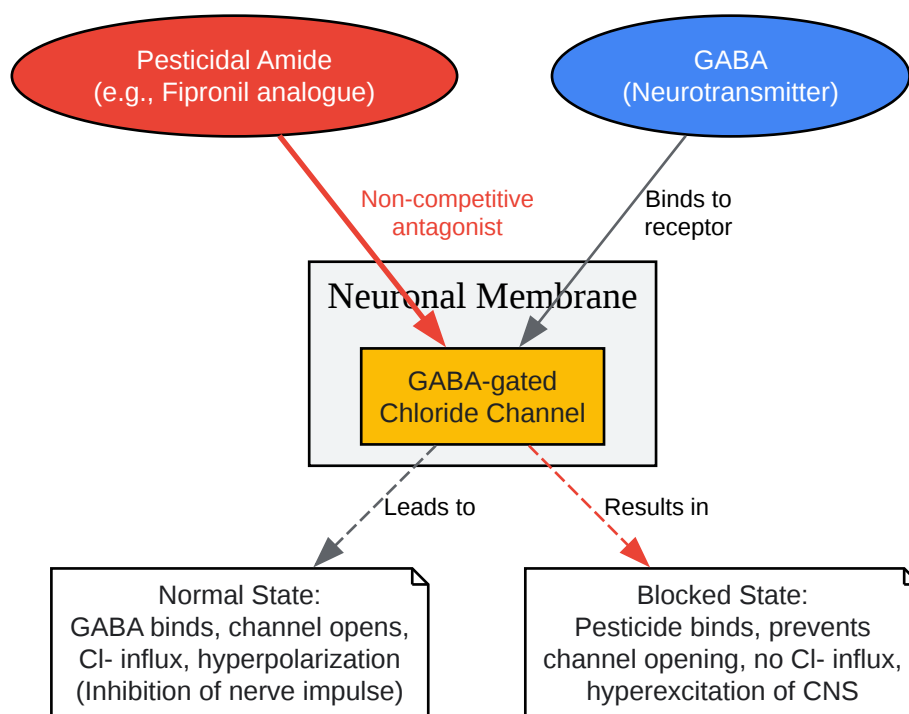 Pesticidal Amide
(e.g., Fipronil analogue)
GABA
(Neurotransmitter)
Non-competitive
antagonist
Binds to
receptor
Neuronal Membrane
GABA-gated
Chloride Channel
Leads to
Results in
Normal State:
GABA binds, channel opens,
Cl- influx, hyperpolarization
(Inhibition of nerve impulse)
Blocked State:
Pesticide binds, prevents
channel opening, no Cl- influx,
hyperexcitation of CNS